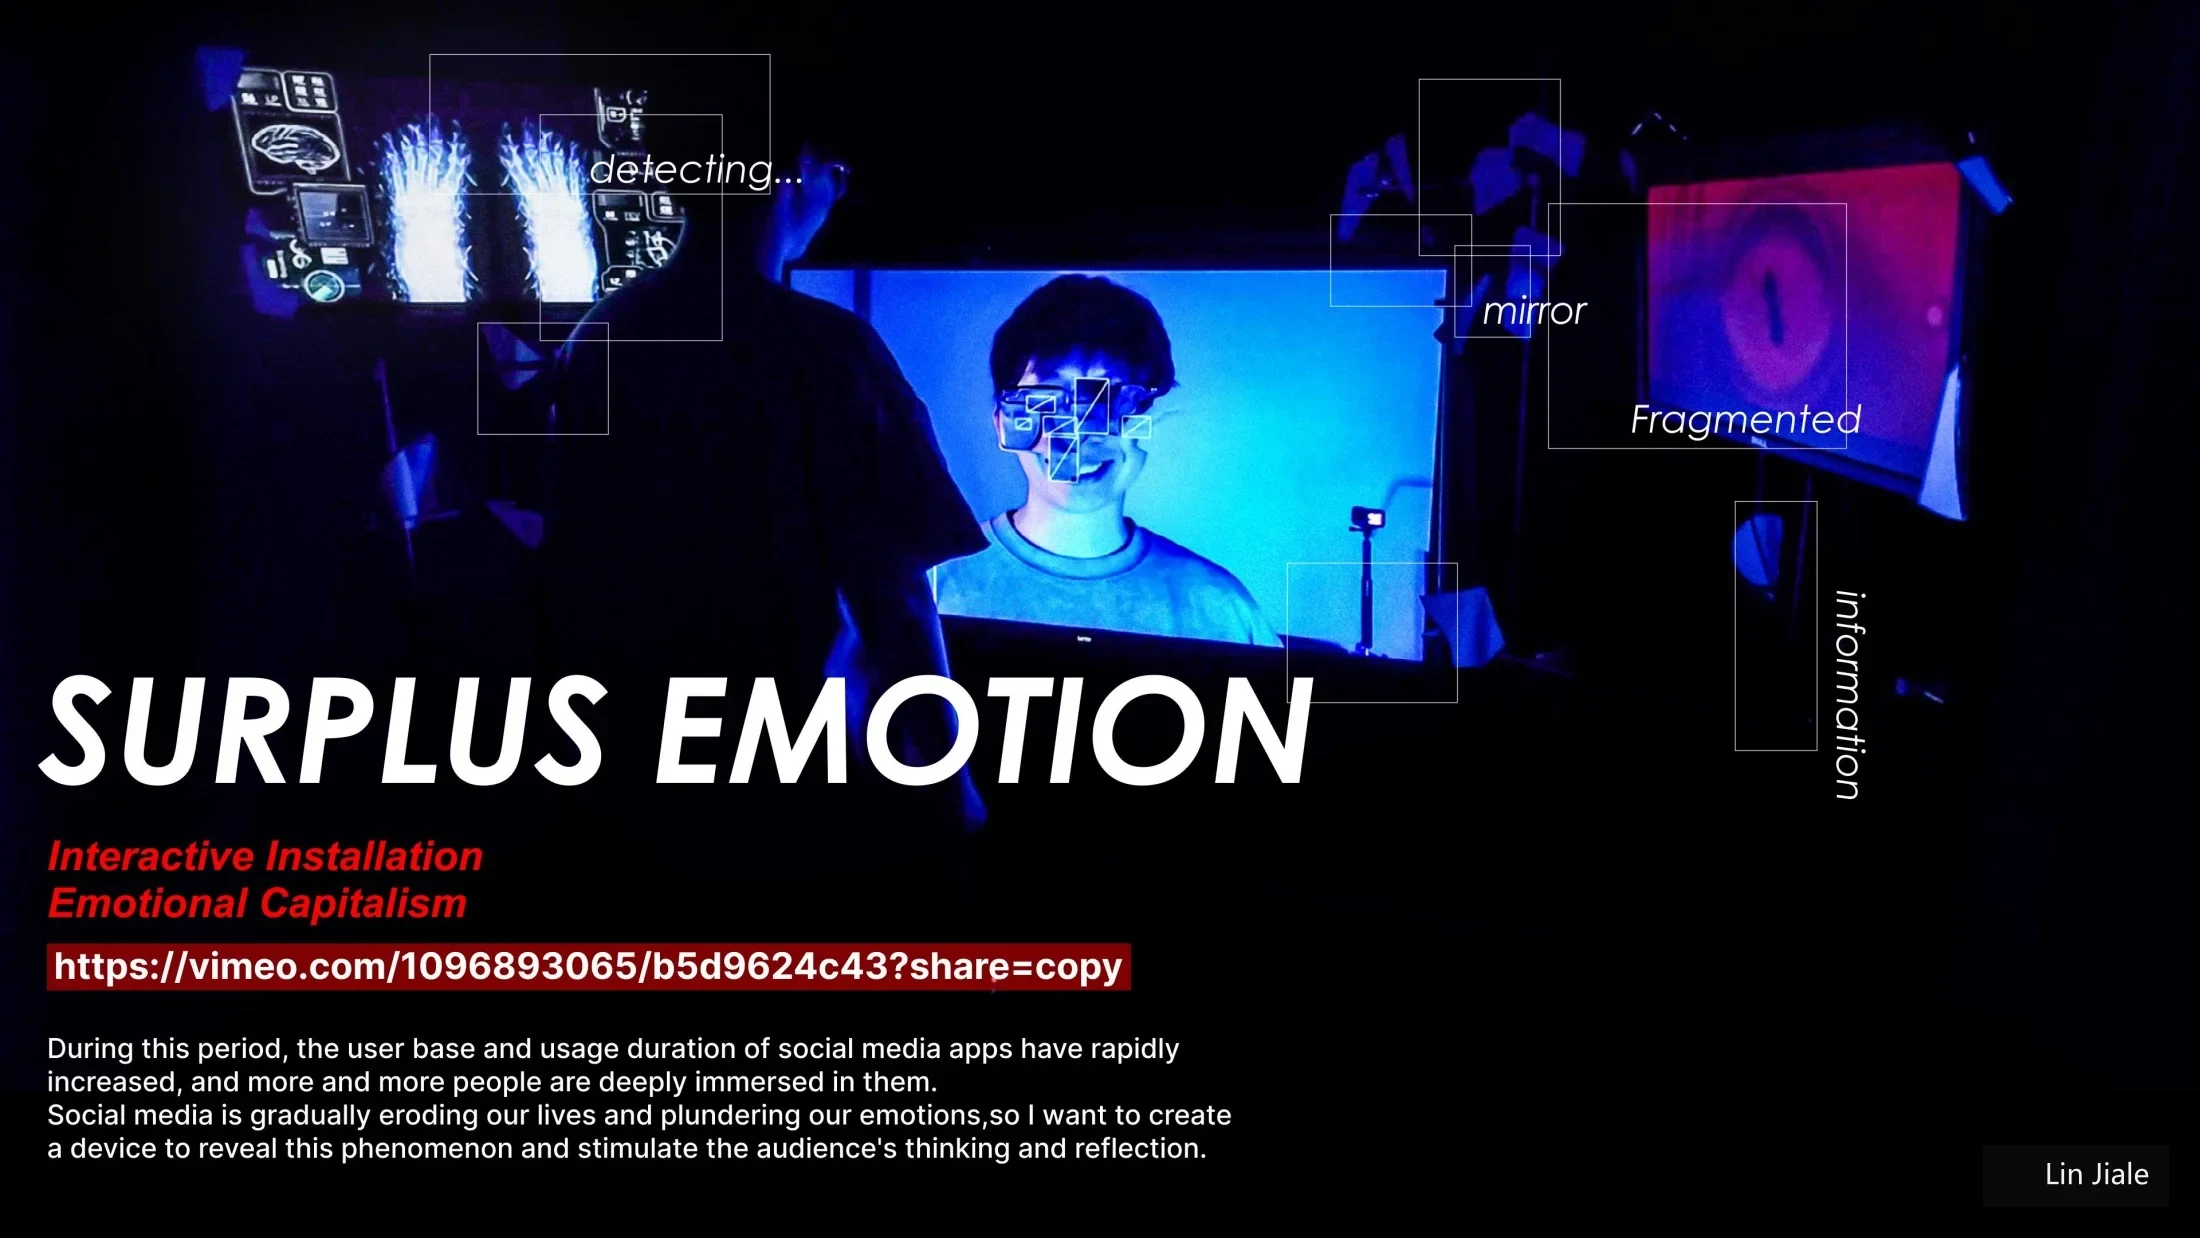 detecting...
mirror
Fragmented
information
SURPLUS EMOTION
Interactive Installation
Emotional Capitalism
https://vimeo.com/1096893065/b5d9624c43?share=copy
During this period, the user base and usage duration of social media apps have rapidly
increased, and more and more people are deeply immersed in them.
Social media is gradually eroding our lives and plundering our emotions,so I want to create
a device to reveal this phenomenon and stimulate the audience's thinking and reflection.
Lin Jiale